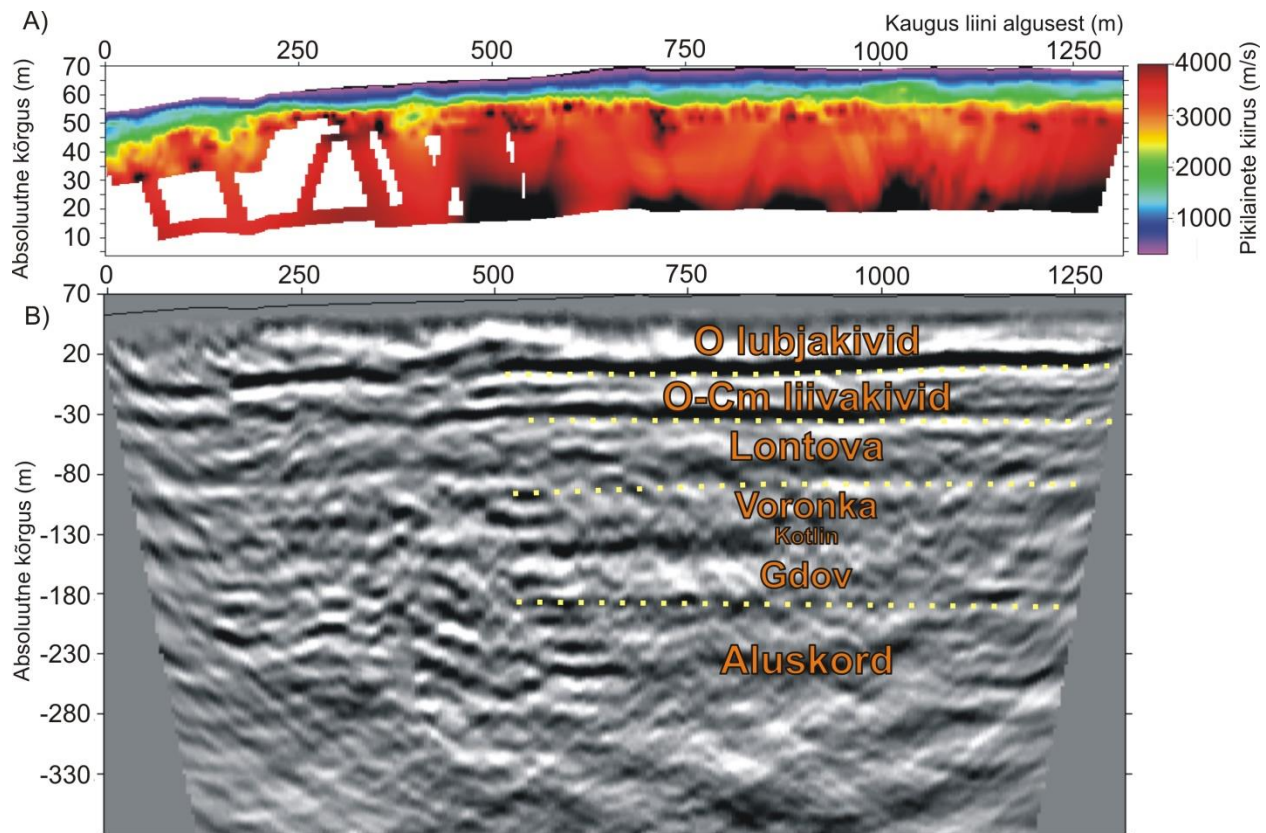 A)
Kaugus liini algusest (m)
0 250 500 750 1000 1250
Absoluutne kõrgus (m)
70
60
50
40
30
20
10
4000
3000
2000
1000
Pikilainete kiirus (m/s)
0 250 500 750 1000 1250
B)
Absoluutne kõrgus (m)
70
20
-30
-80
-130
-180
-230
-280
-330
O lubjakivid
O-Cm liivakivid
Lontova
Voronka
Kotlin
Gdov
Aluskord